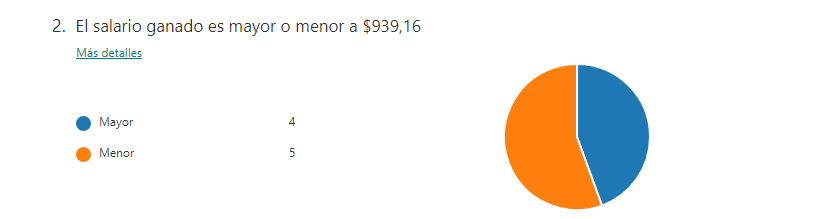 2. El salario ganado es mayor o menor a $939,16
Más detalles
Mayor 4
Menor 5